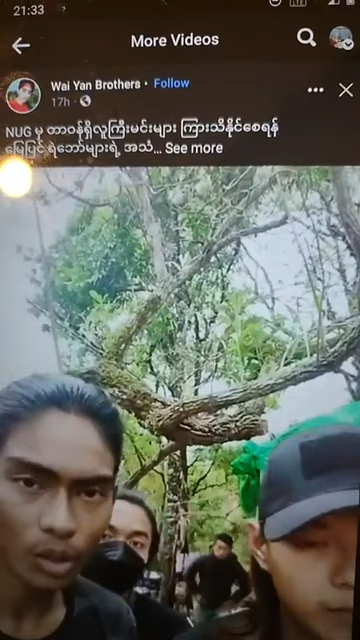 21:33
More Videos
Wai Yan Brothers · Follow
17h ·
NUG မှ တာဝန်ရှိလူကြီးမင်းများ ကြားသိနိုင်စေရန်
မြေပြင် ရဲဘော်များရဲ့ အသံ... See more